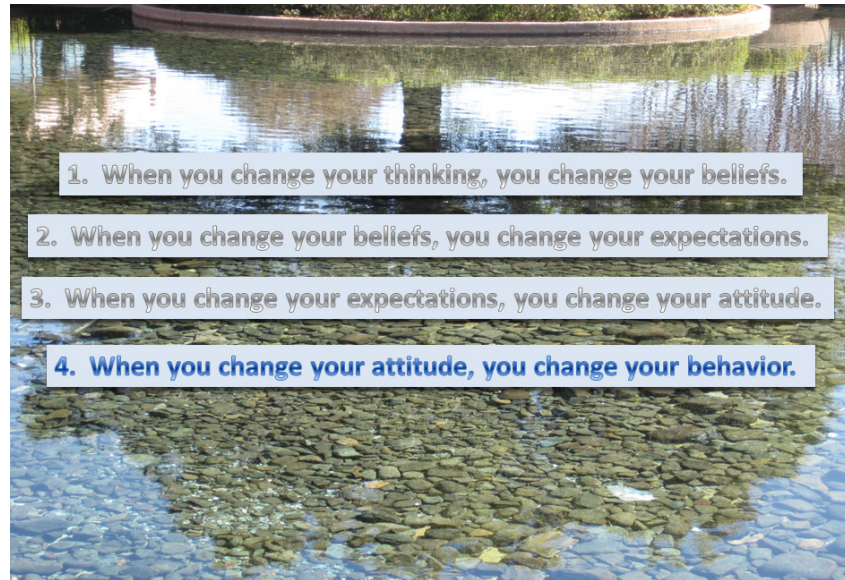 1. When you change your thinking, you change your beliefs.
2. When you change your beliefs, you change your expectations.
3. When you change your expectations, you change your attitude.
4. When you change your attitude, you change your behavior.